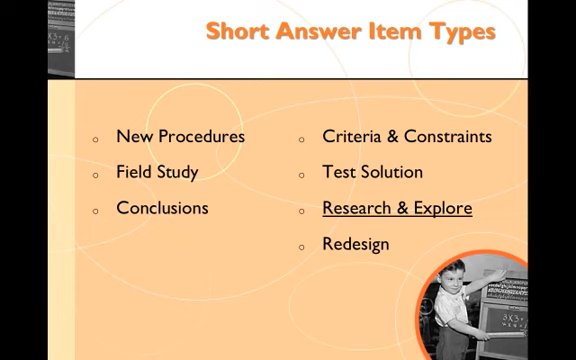 Short Answer Item Types
New Procedures
Field Study
Conclusions
Criteria & Constraints
Test Solution
Research & Explore
Redesign